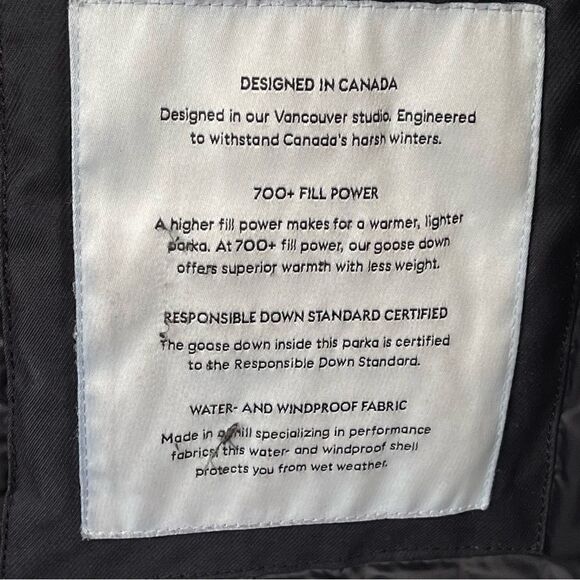 DESIGNED IN CANADA
Designed in our Vancouver studio. Engineered
to withstand Canada's harsh winters.
700+ FILL POWER
A higher fill power makes for a warmer, lighter
parka. At 700+ fill power, our goose down
offers superior warmth with less weight.
RESPONSIBLE DOWN STANDARD CERTIFIED
The goose down inside this parka is certified
to the Responsible Down Standard.
WATER- AND WINDPROOF FABRIC
Made in a mill specializing in performance
fabrics, this water- and windproof shell
protects you from wet weather.